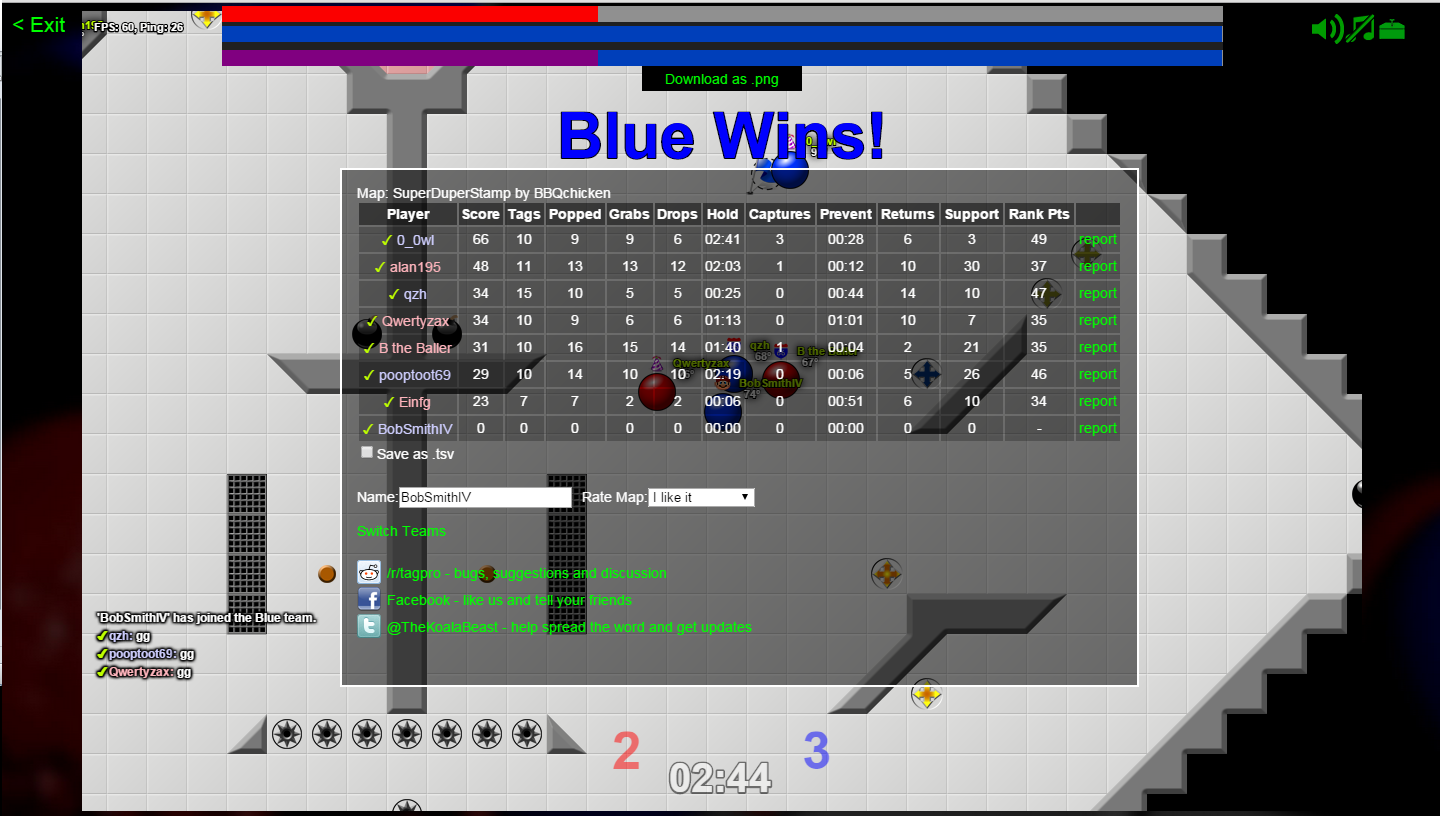 < Exit
FPS: 60, Ping: 26
Download as .png
Blue Wins!
Map: SuperDuperStamp by BBQchicken
Player Score Tags Popped Grabs Drops Hold Captures Prevent Returns Support Rank Pts
✓ 0_0wl 66 10 9 9 6 02:41 3 00:28 6 3 49 report
✓ alan195 48 11 13 13 12 02:03 1 00:12 10 30 37 report
✓ qzh 34 15 10 5 5 00:25 0 00:44 14 10 47 report
✓ Qwertyzax 34 10 9 6 6 01:13 0 01:01 10 7 35 report
✓ B the Baller 31 10 16 15 14 01:40 1 00:04 2 21 35 report
✓ pooptoot69 29 10 14 10 10 02:19 0 00:06 5 26 46 report
✓ Einfg 23 7 7 2 2 00:06 0 00:51 6 10 34 report
✓ BobSmithIV 0 0 0 0 0 00:00 0 00:00 0 0 - report
qzh
68°
B the Baller
67°
Qwertyzax
BobSmithIV
74°
Save as .tsv
Name: BobSmithIV Rate Map: I like it
Switch Teams
/r/tagpro - bugs, suggestions and discussion
Facebook - like us and tell your friends
@TheKoalaBeast - help spread the word and get updates
'BobSmithIV' has joined the Blue team.
✓qzh: gg
✓pooptoot69: gg
✓Qwertyzax: gg
2 3
02:44